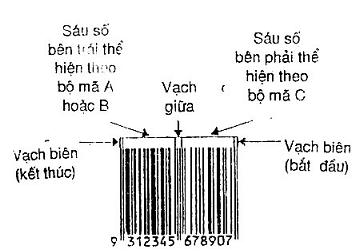 Sáu số
bên trái thể
hiện theo
bộ mã A
hoặc B
Vạch
giữa
Sáu số
bên phải thể
hiện theo
bộ mã C
Vạch biên
(kết thúc)
Vạch biên
(bắt đầu)
9 312345 678907